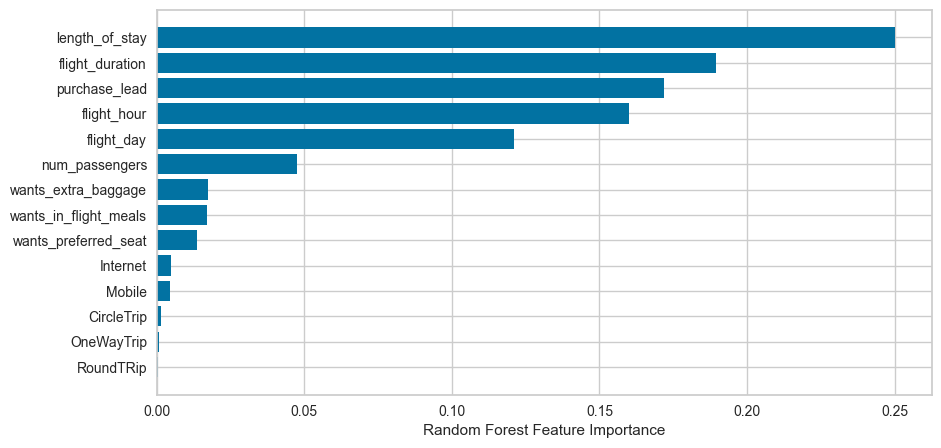 length_of_stay
flight_duration
purchase_lead
flight_hour
flight_day
num_passengers
wants_extra_baggage
wants_in_flight_meals
wants_preferred_seat
Internet
Mobile
CircleTrip
OneWayTrip
RoundTRip
0.00 0.05 0.10 0.15 0.20 0.25
Random Forest Feature Importance